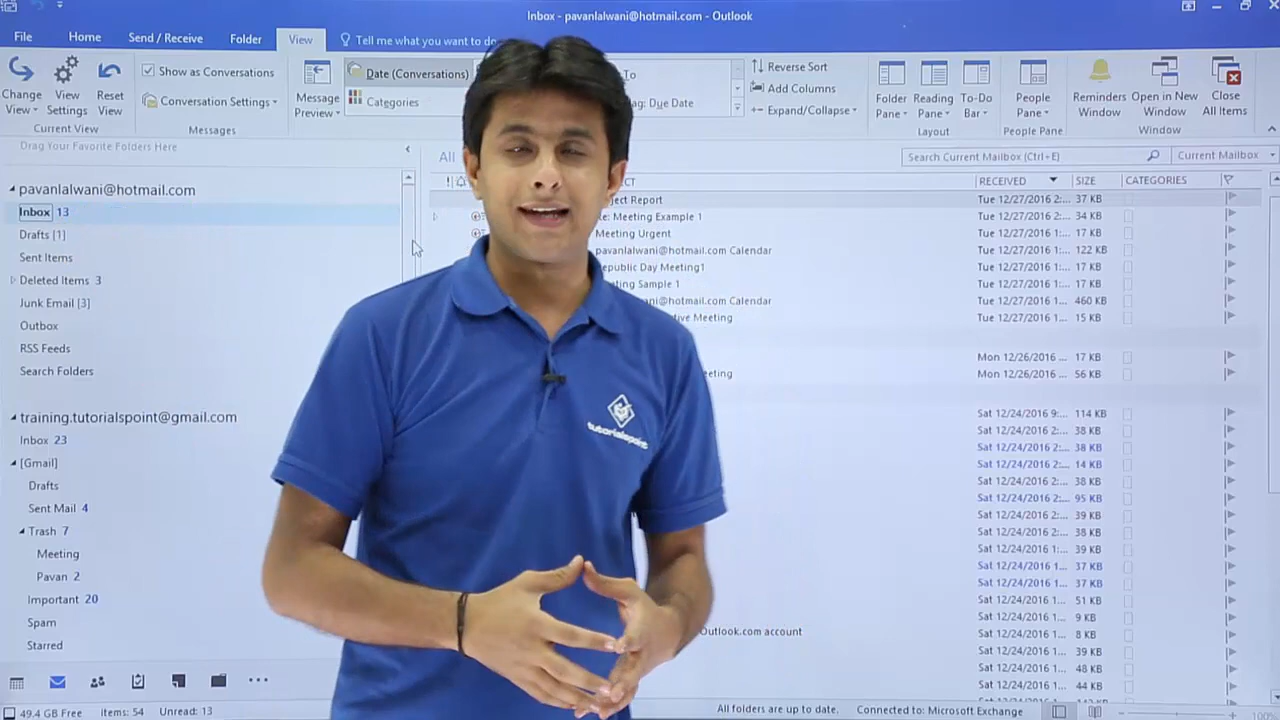 Inbox - pavanlalwani@hotmail.com - Outlook
File Home Send / Receive Folder View Tell me what you want to do
Change View View Settings Reset View
Show as Conversations
Conversation Settings
Message Preview
Date (Conversations)
Categories
To
Due Date
Reverse Sort
Add Columns
Expand/Collapse
Folder Pane Reading Pane To-Do Bar People Pane Reminders Window Open in New Window Close All Items
Current View Messages Layout People Pane Window
Drag Your Favorite Folders Here
All
Search Current Mailbox (Ctrl+E) Current Mailbox
pavanlalwani@hotmail.com
Inbox 13
Drafts [1]
Sent Items
Deleted Items 3
Junk Email [3]
Outbox
RSS Feeds
Search Folders
training.tutorialspoint@gmail.com
Inbox 23
[Gmail]
Drafts
Sent Mail 4
Trash 7
Meeting
Pavan 2
Important 20
Spam
Starred
RECEIVED SIZE CATEGORIES
Report Tue 12/27/2016 2:... 37 KB
Meeting Example 1 Tue 12/27/2016 2:... 34 KB
Meeting Urgent Tue 12/27/2016 1:... 17 KB
pavanlalwani@hotmail.com Calendar Tue 12/27/2016 1:... 122 KB
Day Meeting1 Tue 12/27/2016 1:... 17 KB
Sample 1 Tue 12/27/2016 1:... 17 KB
Calendar Tue 12/27/2016 1... 460 KB
Meeting Tue 12/27/2016 1... 15 KB
Mon 12/26/2016 ... 17 KB
Mon 12/26/2016 ... 56 KB
Sat 12/24/2016 9:... 114 KB
Sat 12/24/2016 2:... 38 KB
Sat 12/24/2016 2:... 38 KB
Sat 12/24/2016 2:... 14 KB
Sat 12/24/2016 2:... 38 KB
Sat 12/24/2016 2:... 95 KB
Sat 12/24/2016 1... 39 KB
Sat 12/24/2016 1... 38 KB
Sat 12/24/2016 1... 39 KB
Sat 12/24/2016 1... 37 KB
Sat 12/24/2016 1... 37 KB
Sat 12/24/2016 1... 51 KB
Sat 12/24/2016 1... 9 KB
Outlook.com account Sat 12/24/2016 1... 8 KB
Sat 12/24/2016 1... 39 KB
Sat 12/24/2016 1... 48 KB
Sat 12/24/2016 1... 44 KB
tutorialspoint
49.4 GB Free Items: 54 Unread: 13 All folders are up to date. Connected to: Microsoft Exchange 100%